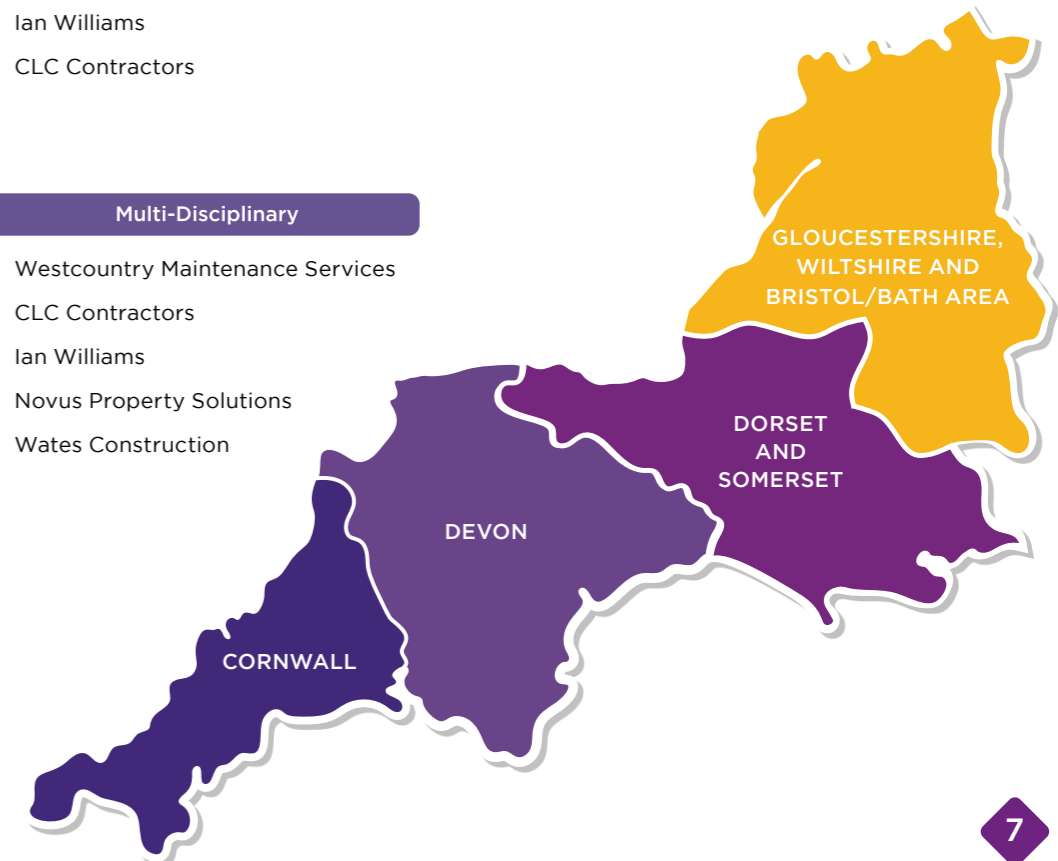 Ian Williams
CLC Contractors
Multi-Disciplinary
Westcountry Maintenance Services
CLC Contractors
Ian Williams
Novus Property Solutions
Wates Construction
GLOUCESTERSHIRE,
WILTSHIRE AND
BRISTOL/BATH AREA
DORSET
AND
SOMERSET
DEVON
CORNWALL
7